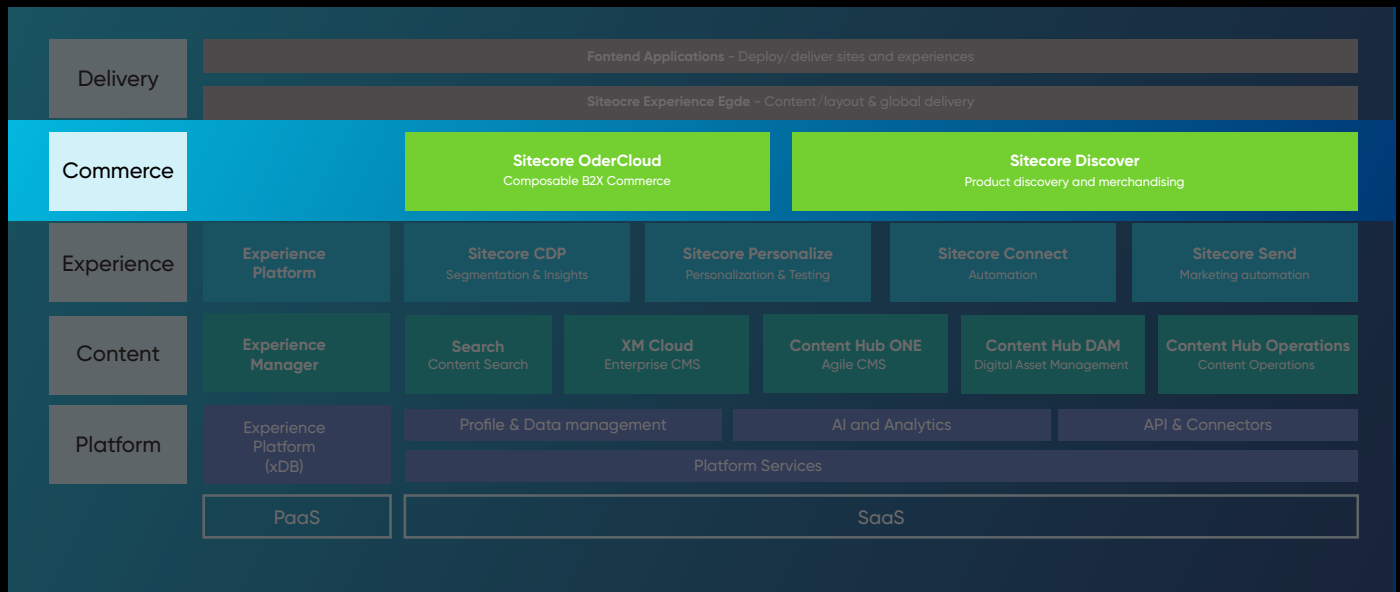 Delivery
Fontend Applications - Deploy/deliver sites and experiences
Siteocre Experience Egde - Content/layout & global delivery
Commerce
Sitecore OderCloud
Composable B2X Commerce
Sitecore Discover
Product discovery and merchandising
Experience
Experience
Platform
Sitecore CDP
Segmentation & Insights
Sitecore Personalize
Personalization & Testing
Sitecore Connect
Automation
Sitecore Send
Marketing automation
Content
Experience
Manager
Search
Content Search
XM Cloud
Enterprise CMS
Content Hub ONE
Agile CMS
Content Hub DAM
Digital Asset Management
Content Hub Operations
Content Operations
Platform
Experience
Platform
(xDB)
Profile & Data management
AI and Analytics
API & Connectors
Platform Services
PaaS
SaaS